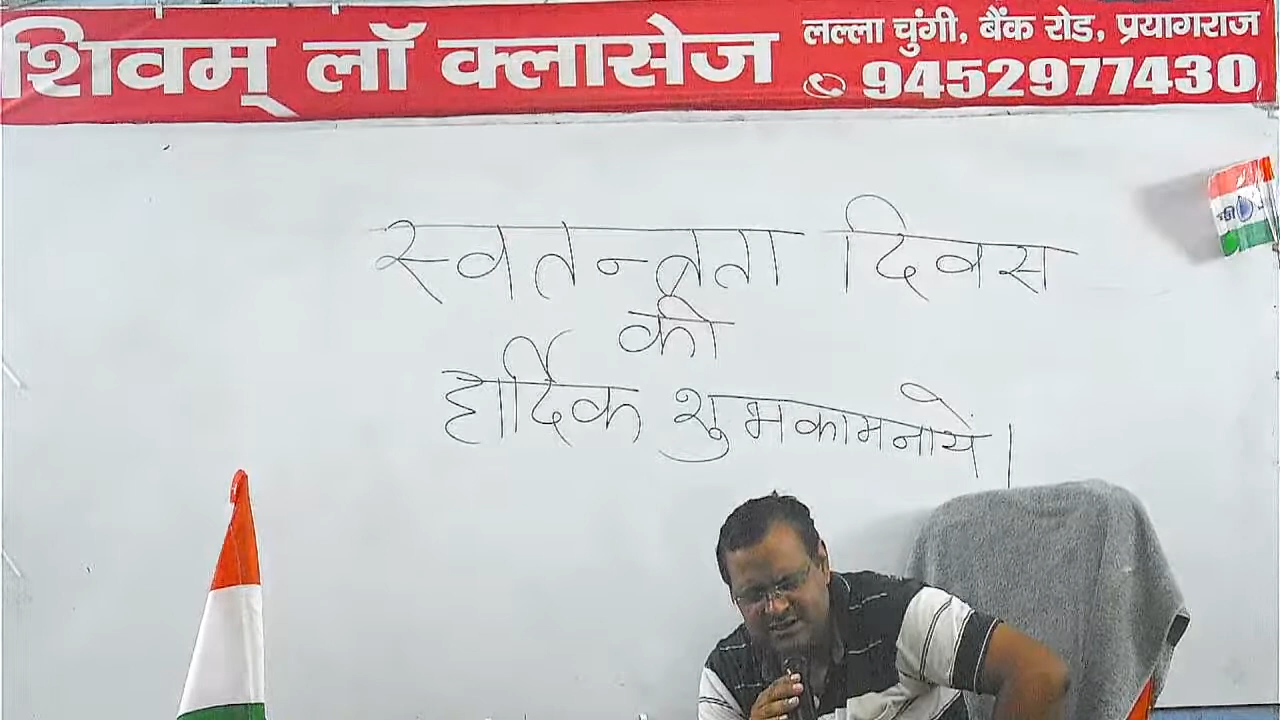 शिवम् लॉ क्लासेज
लल्ला चुंगी, बैंक रोड, प्रयागराज
9452977430
स्वतन्त्रता दिवस
की
हार्दिक शुभकामनायें।